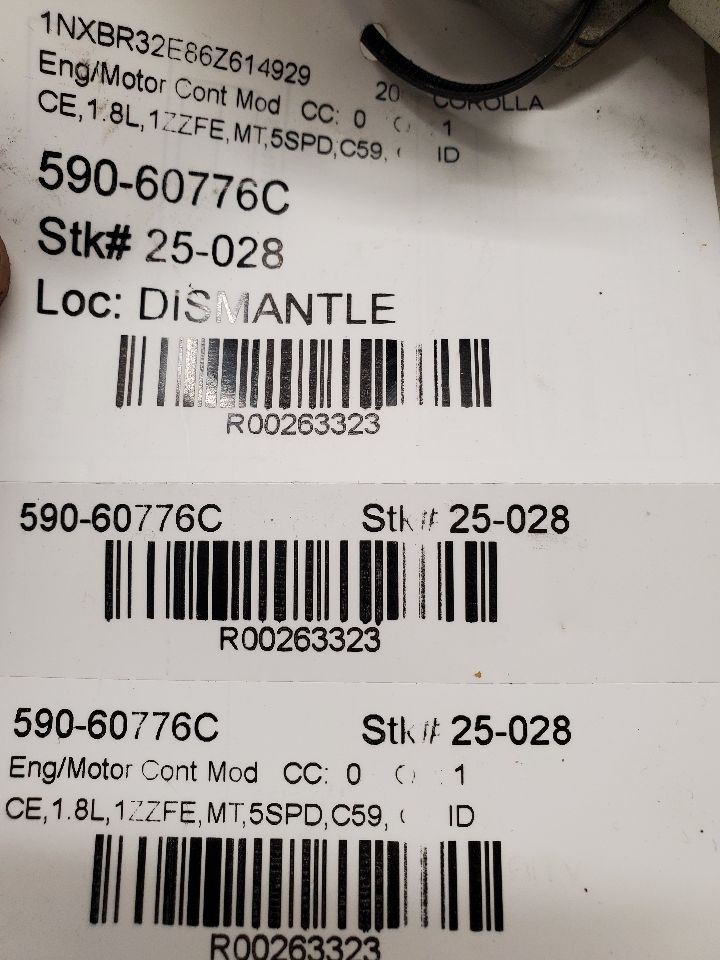 1NXBR32E86Z614929
20 COROLLA
Eng/Motor Cont Mod CC: 0 1
CE,1.8L,1ZZFE,MT,5SPD,C59, ID
590-60776C
Stk# 25-028
Loc: DISMANTLE
R00263323
590-60776C Stk# 25-028
R00263323
590-60776C Stk# 25-028
Eng/Motor Cont Mod CC: 0 1
CE,1.8L,1ZZFE,MT,5SPD,C59, ID
R00263323